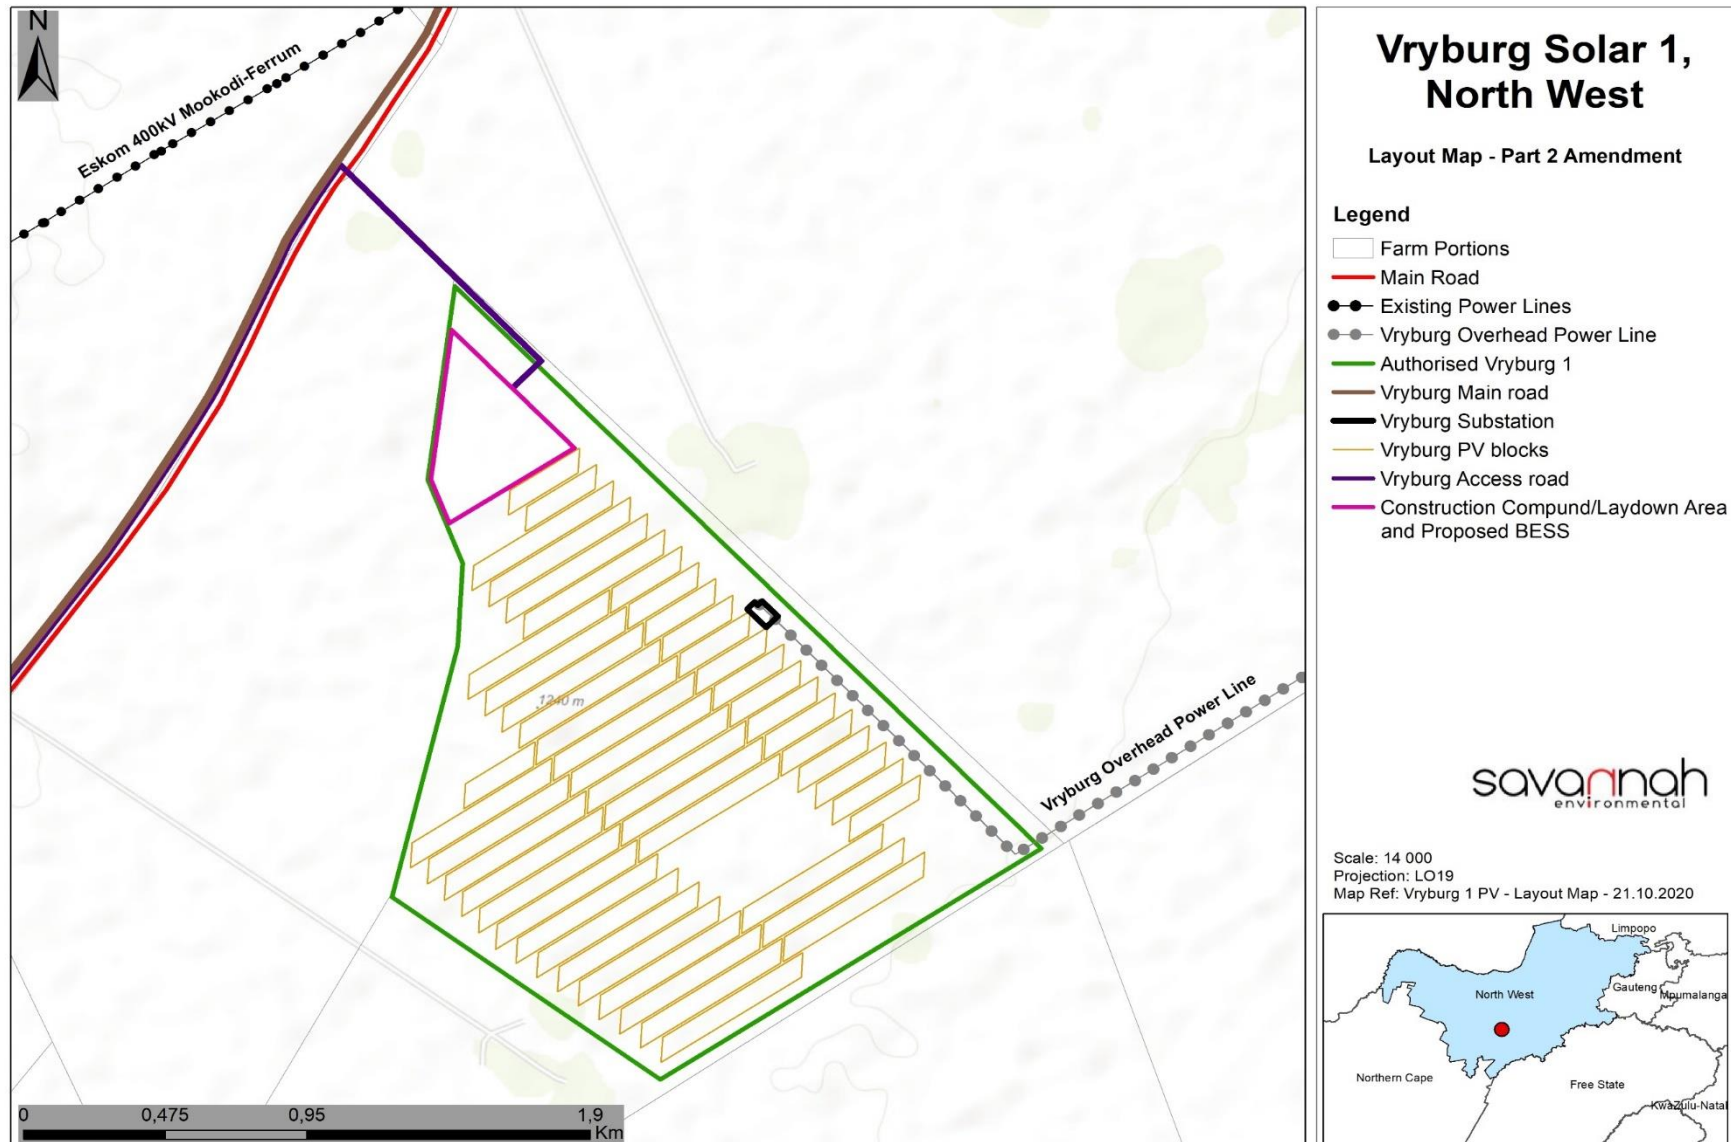 N
Eskom 400kV Mookodi-Ferrum
1240 m
Vryburg Overhead Power Line
0 0,475 0,95 1,9
Km
Vryburg Solar 1,
North West
Layout Map - Part 2 Amendment
Legend
Farm Portions
Main Road
Existing Power Lines
Vryburg Overhead Power Line
Authorised Vryburg 1
Vryburg Main road
Vryburg Substation
Vryburg PV blocks
Vryburg Access road
Construction Compund/Laydown Area
and Proposed BESS
savannah
environmental
Scale: 14 000
Projection: LO19
Map Ref: Vryburg 1 PV - Layout Map - 21.10.2020
Limpopo
North West
Gauteng
Mpumalanga
Northern Cape
Free State
KwaZulu-Natal